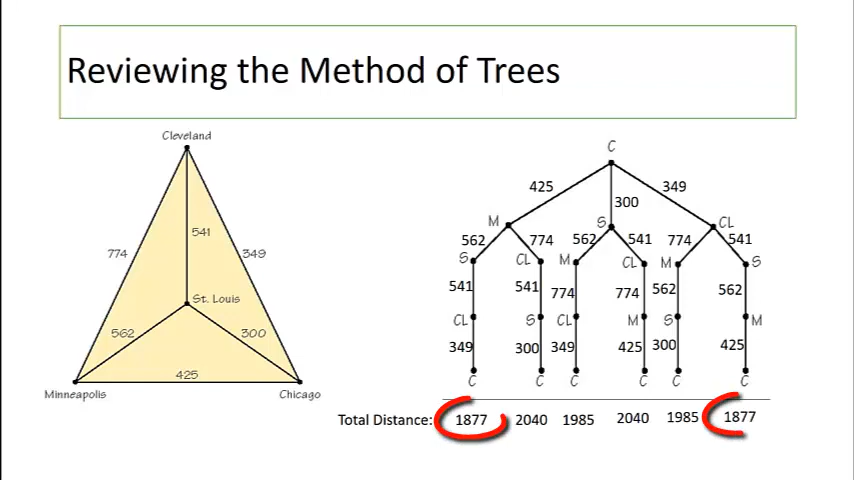 Reviewing the Method of Trees
Cleveland
774
541
349
St. Louis
562
300
425
Minneapolis
Chicago
C
425
300
349
M
S
CL
562
774
562
541
774
541
S
CL
M
CL
M
S
541
541
774
774
562
562
CL
S
CL
M
S
M
349
300
349
425
300
425
C
C
C
C
C
C
Total Distance:
1877
2040
1985
2040
1985
1877